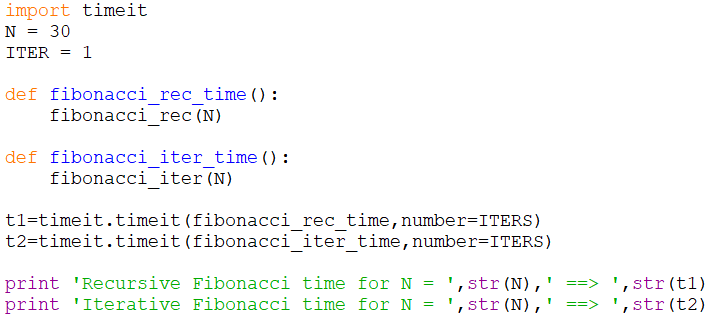 import timeit
N = 30
ITER = 1

def fibonacci_rec_time():
    fibonacci_rec(N)

def fibonacci_iter_time():
    fibonacci_iter(N)

t1=timeit.timeit(fibonacci_rec_time,number=ITERS)
t2=timeit.timeit(fibonacci_iter_time,number=ITERS)

print 'Recursive Fibonacci time for N = ',str(N),' ==> ',str(t1)
print 'Iterative Fibonacci time for N = ',str(N),' ==> ',str(t2)